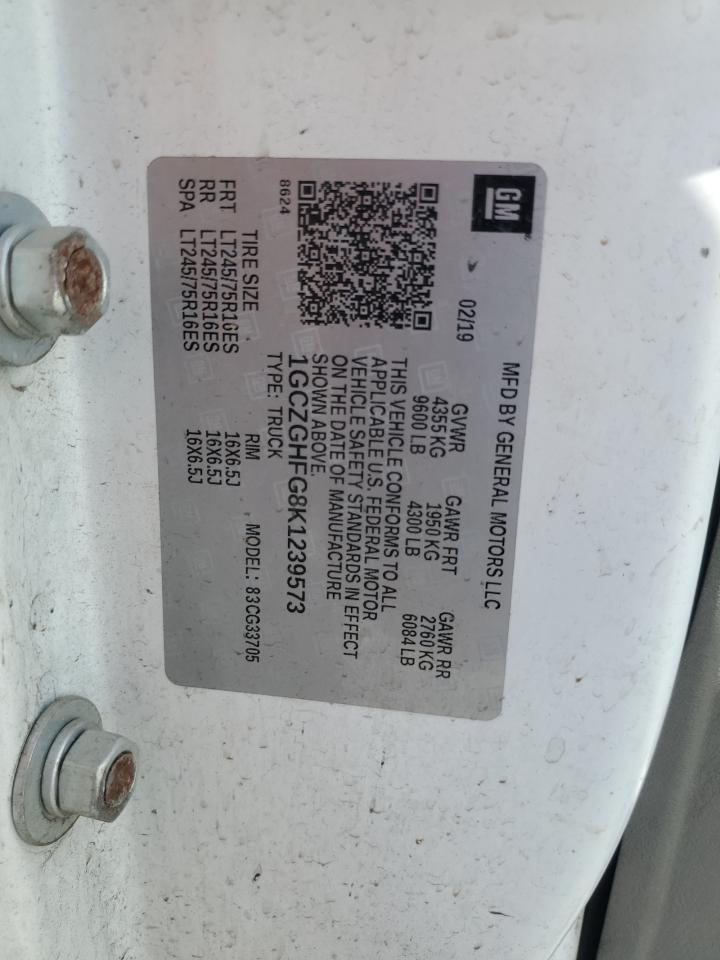 GM
MFD BY GENERAL MOTORS LLC
02/19
GVWR GAWR FRT GAWR RR
4355 KG 1950 KG 2760 KG
9600 LB 4300 LB 6084 LB
THIS VEHICLE CONFORMS TO ALL
APPLICABLE U.S. FEDERAL MOTOR
VEHICLE SAFETY STANDARDS IN EFFECT
ON THE DATE OF MANUFACTURE
SHOWN ABOVE.
1GCZGHFG8K1239573
TYPE: TRUCK
8624
MODEL: 83CG33705
TIRE SIZE RIM
FRT LT245/75R16ES 16X6.5J
RR LT245/75R16ES 16X6.5J
SPA LT245/75R16ES 16X6.5J